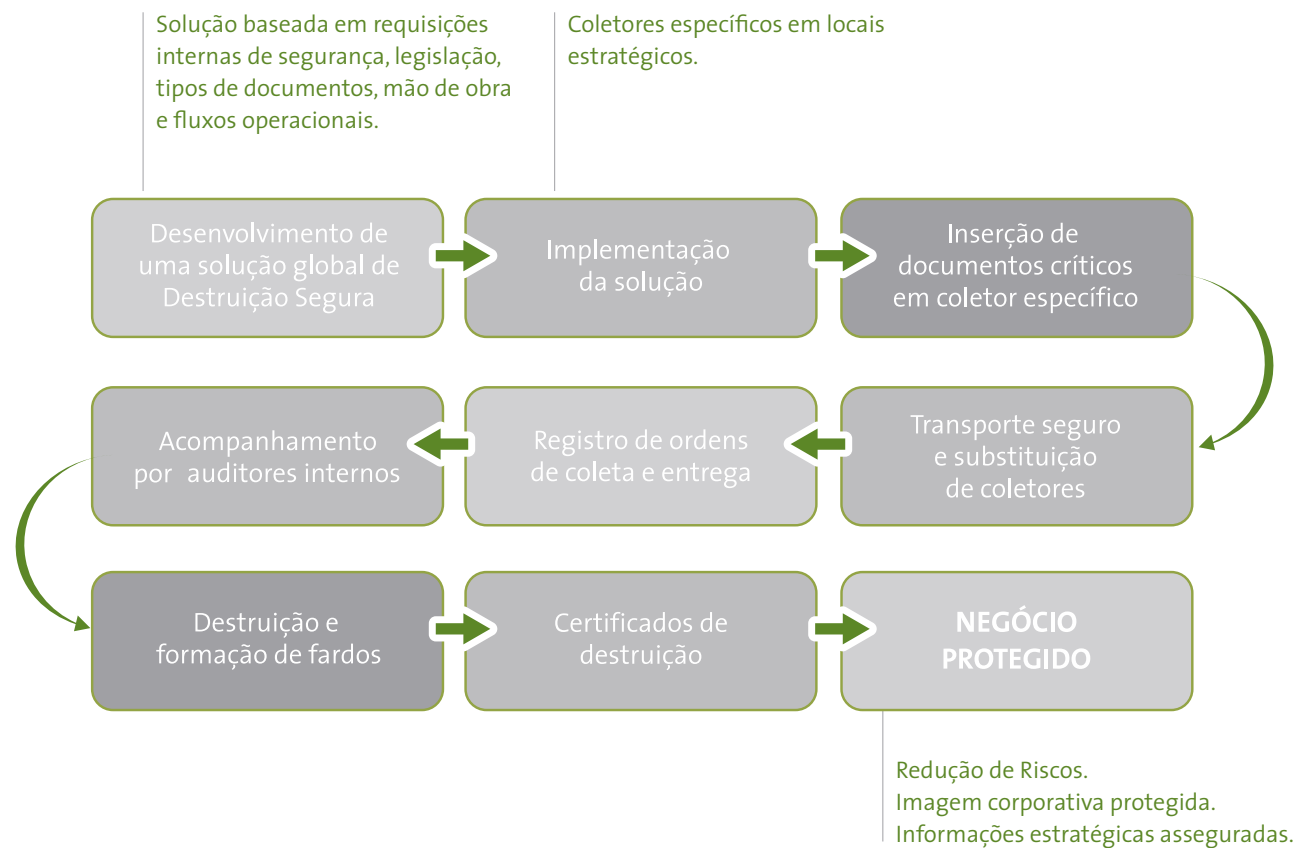 Solução baseada em requisições
internas de segurança, legislação,
tipos de documentos, mão de obra
e fluxos operacionais.
Coletores específicos em locais
estratégicos.
Desenvolvimento de
uma solução global de
Destruição Segura
Implementação
da solução
Inserção de
documentos críticos
em coletor específico
Transporte seguro
e substituição
de coletores
Registro de ordens
de coleta e entrega
Acompanhamento
por auditores internos
Destruição e
formação de fardos
Certificados de
destruição
NEGÓCIO
PROTEGIDO
Redução de Riscos.
Imagem corporativa protegida.
Informações estratégicas asseguradas.